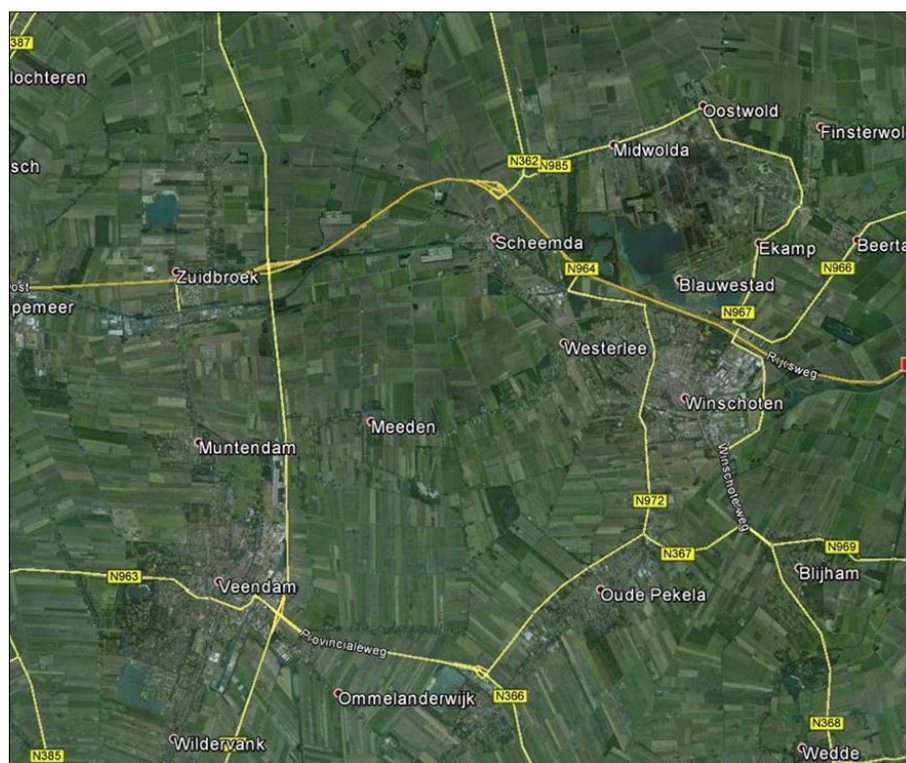 387
lochteren
Oostwold
Finsterwol
N362
N985
Midwolda
sch
Scheemda
Ekamp
Beerta
N964
N966
Zuidbroek
ost
Blauwestad
pemeer
N967
Westerlee
Rijksweg
Winschoten
Meeden
Muntendam
Winschoterweg
N972
N367
N969
N963
Veendam
Blijham
Oude Pekela
Provincialeweg
Ommelanderwijk
N366
N368
Wildervank
N385
Wedde